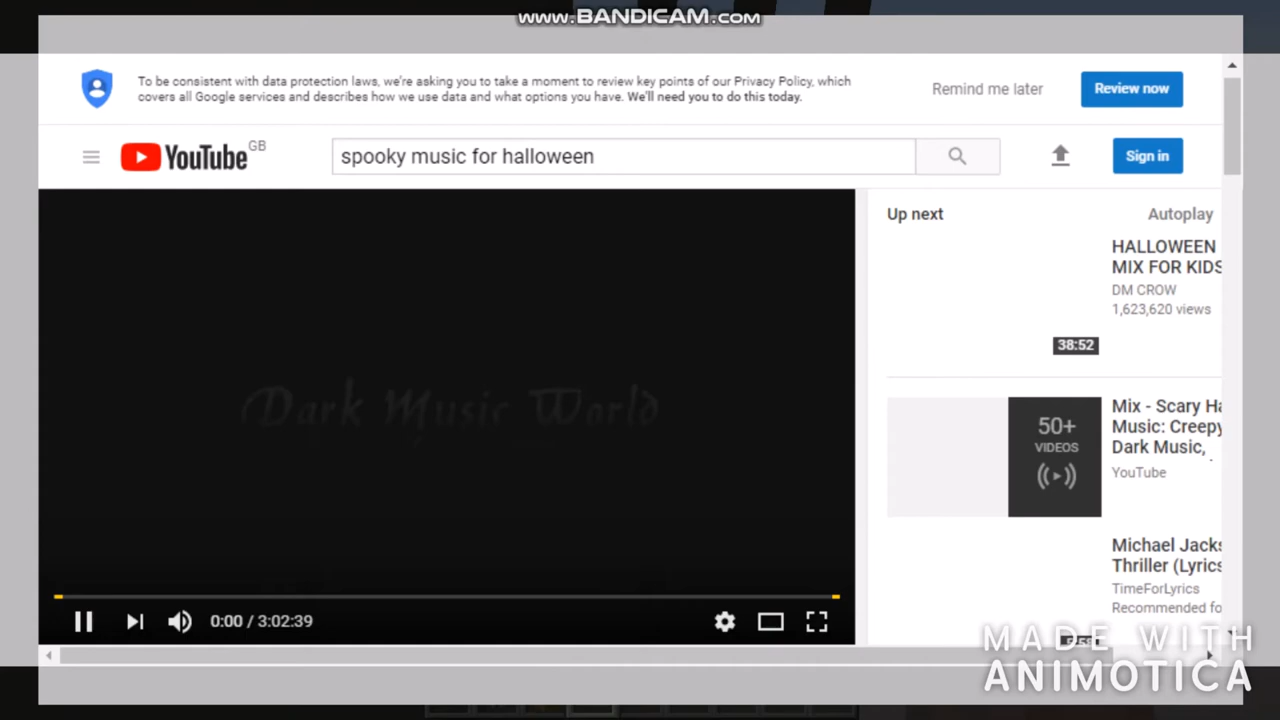 www.BANDICAM.com
To be consistent with data protection laws, we're asking you to take a moment to review key points of our Privacy Policy, which
covers all Google services and describes how we use data and what options you have. We'll need you to do this today.
Remind me later
Review now
YouTube GB
spooky music for halloween
Sign in
Dark Music World
Up next
Autoplay
HALLOWEEN
MIX FOR KIDS
DM CROW
1,623,620 views
38:52
50+
VIDEOS
Mix - Scary Ha
Music: Creepy
Dark Music,
YouTube
Michael Jacks
Thriller (Lyrics
TimeForLyrics
Recommended fo
0:00 / 3:02:39
MADE WITH
ANIMOTICA